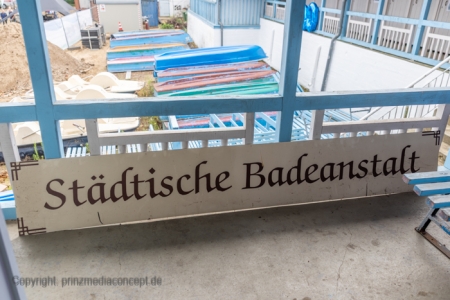 Städtische Badeanstalt
Copyright: prinzmediaconcept.de